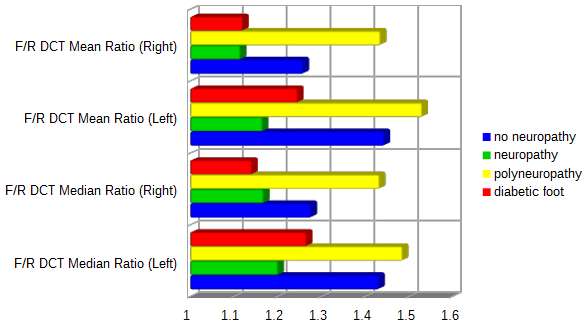 F/R DCT Mean Ratio (Right)
F/R DCT Mean Ratio (Left)
F/R DCT Median Ratio (Right)
F/R DCT Median Ratio (Left)
no neuropathy
neuropathy
polyneuropathy
diabetic foot
1 1.1 1.2 1.3 1.4 1.5 1.6